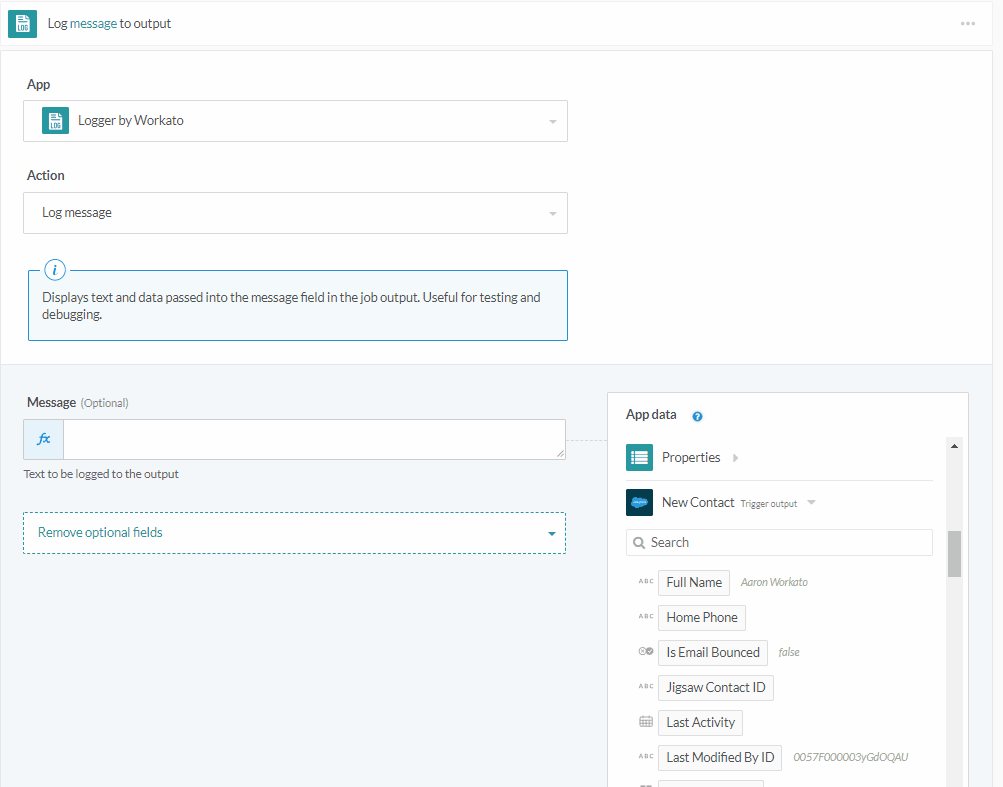 Log message to output
App
LOG Logger by Workato
Action
Log message
i
Displays text and data passed into the message field in the job output. Useful for testing and
debugging.
Message (Optional)
fx
Text to be logged to the output
Remove optional fields
App data ?
Properties
New Contact Trigger output
Search
ABC Full Name Aaron Workato
ABC Home Phone
Is Email Bounced false
ABC Jigsaw Contact ID
Last Activity
ABC Last Modified By ID 0057F000003yGdOQAU